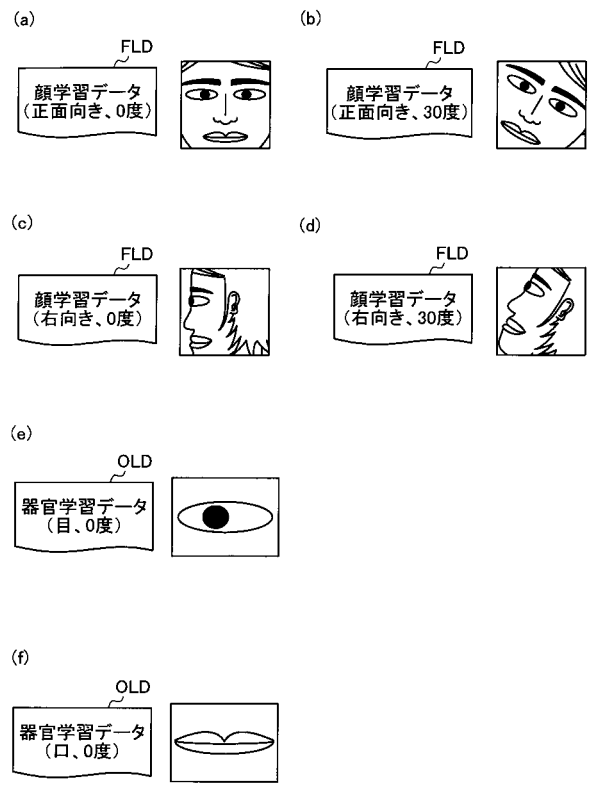 (a)
FLD
顔学習データ
(正面向き、0度)
(b)
FLD
顔学習データ
(正面向き、30度)
(c)
FLD
顔学習データ
(右向き、0度)
(d)
FLD
顔学習データ
(右向き、30度)
(e)
OLD
器官学習データ
(目、0度)
(f)
OLD
器官学習データ
(口、0度)